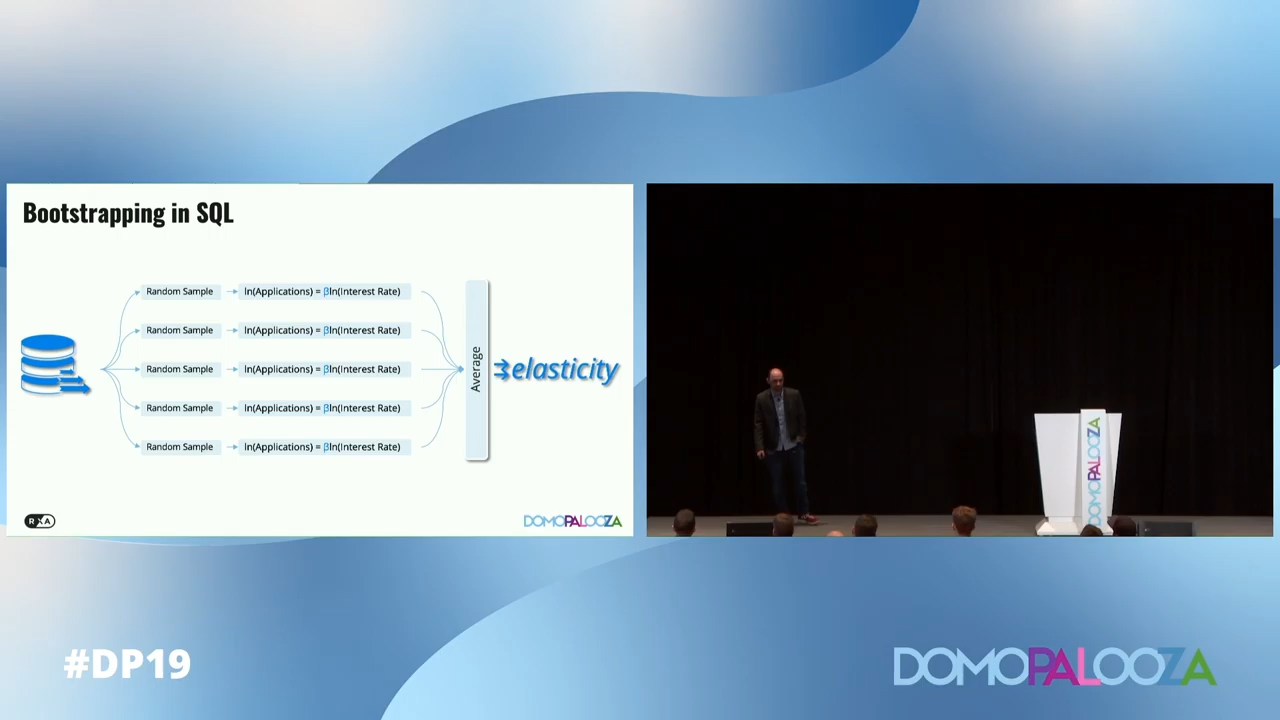 Bootstrapping in SQL
Random Sample ln(Applications) = βln(Interest Rate)
Random Sample ln(Applications) = βln(Interest Rate)
Random Sample ln(Applications) = βln(Interest Rate)
Random Sample ln(Applications) = βln(Interest Rate)
Random Sample ln(Applications) = βln(Interest Rate)
Average
elasticity
RXA
DOMOPALOOZA
DOMOPALOOZA
#DP19
DOMOPALOOZA